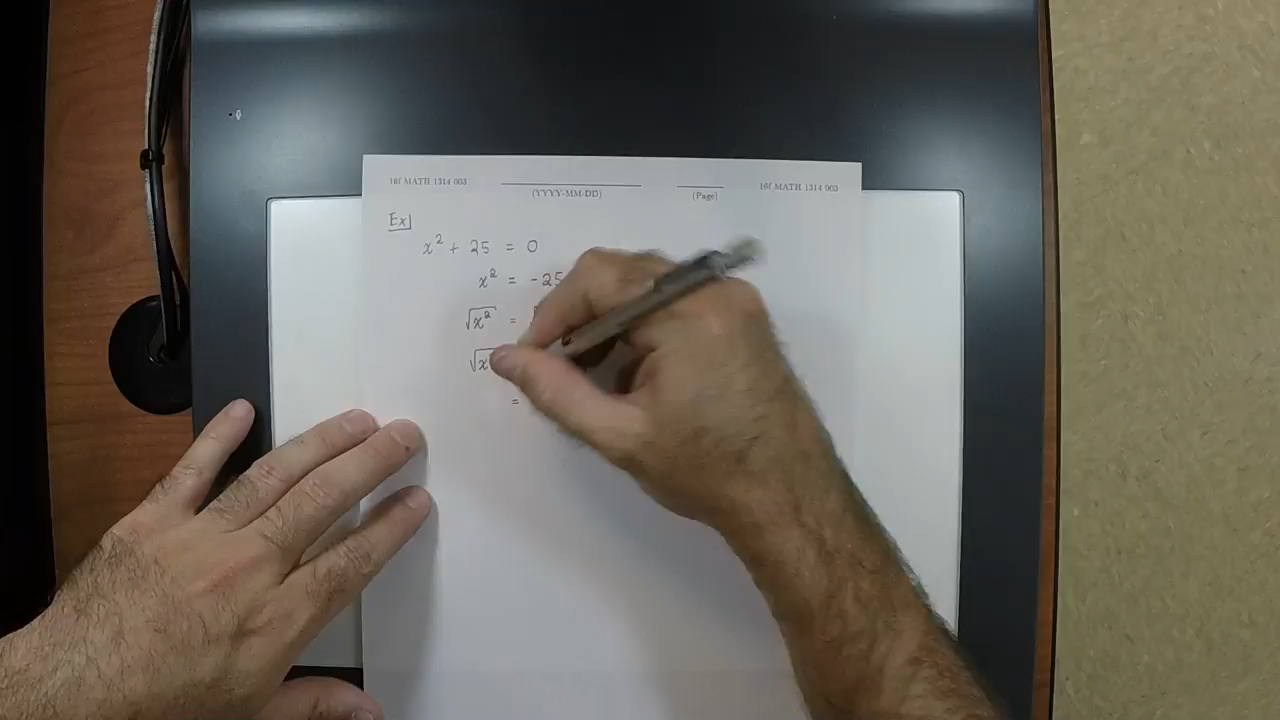 16f MATH 1314 003 (YYYY-MM-DD) (Page) 16f MATH 1314 003
Ex
x² + 25 = 0
x² = -25
√x² =
√x
=